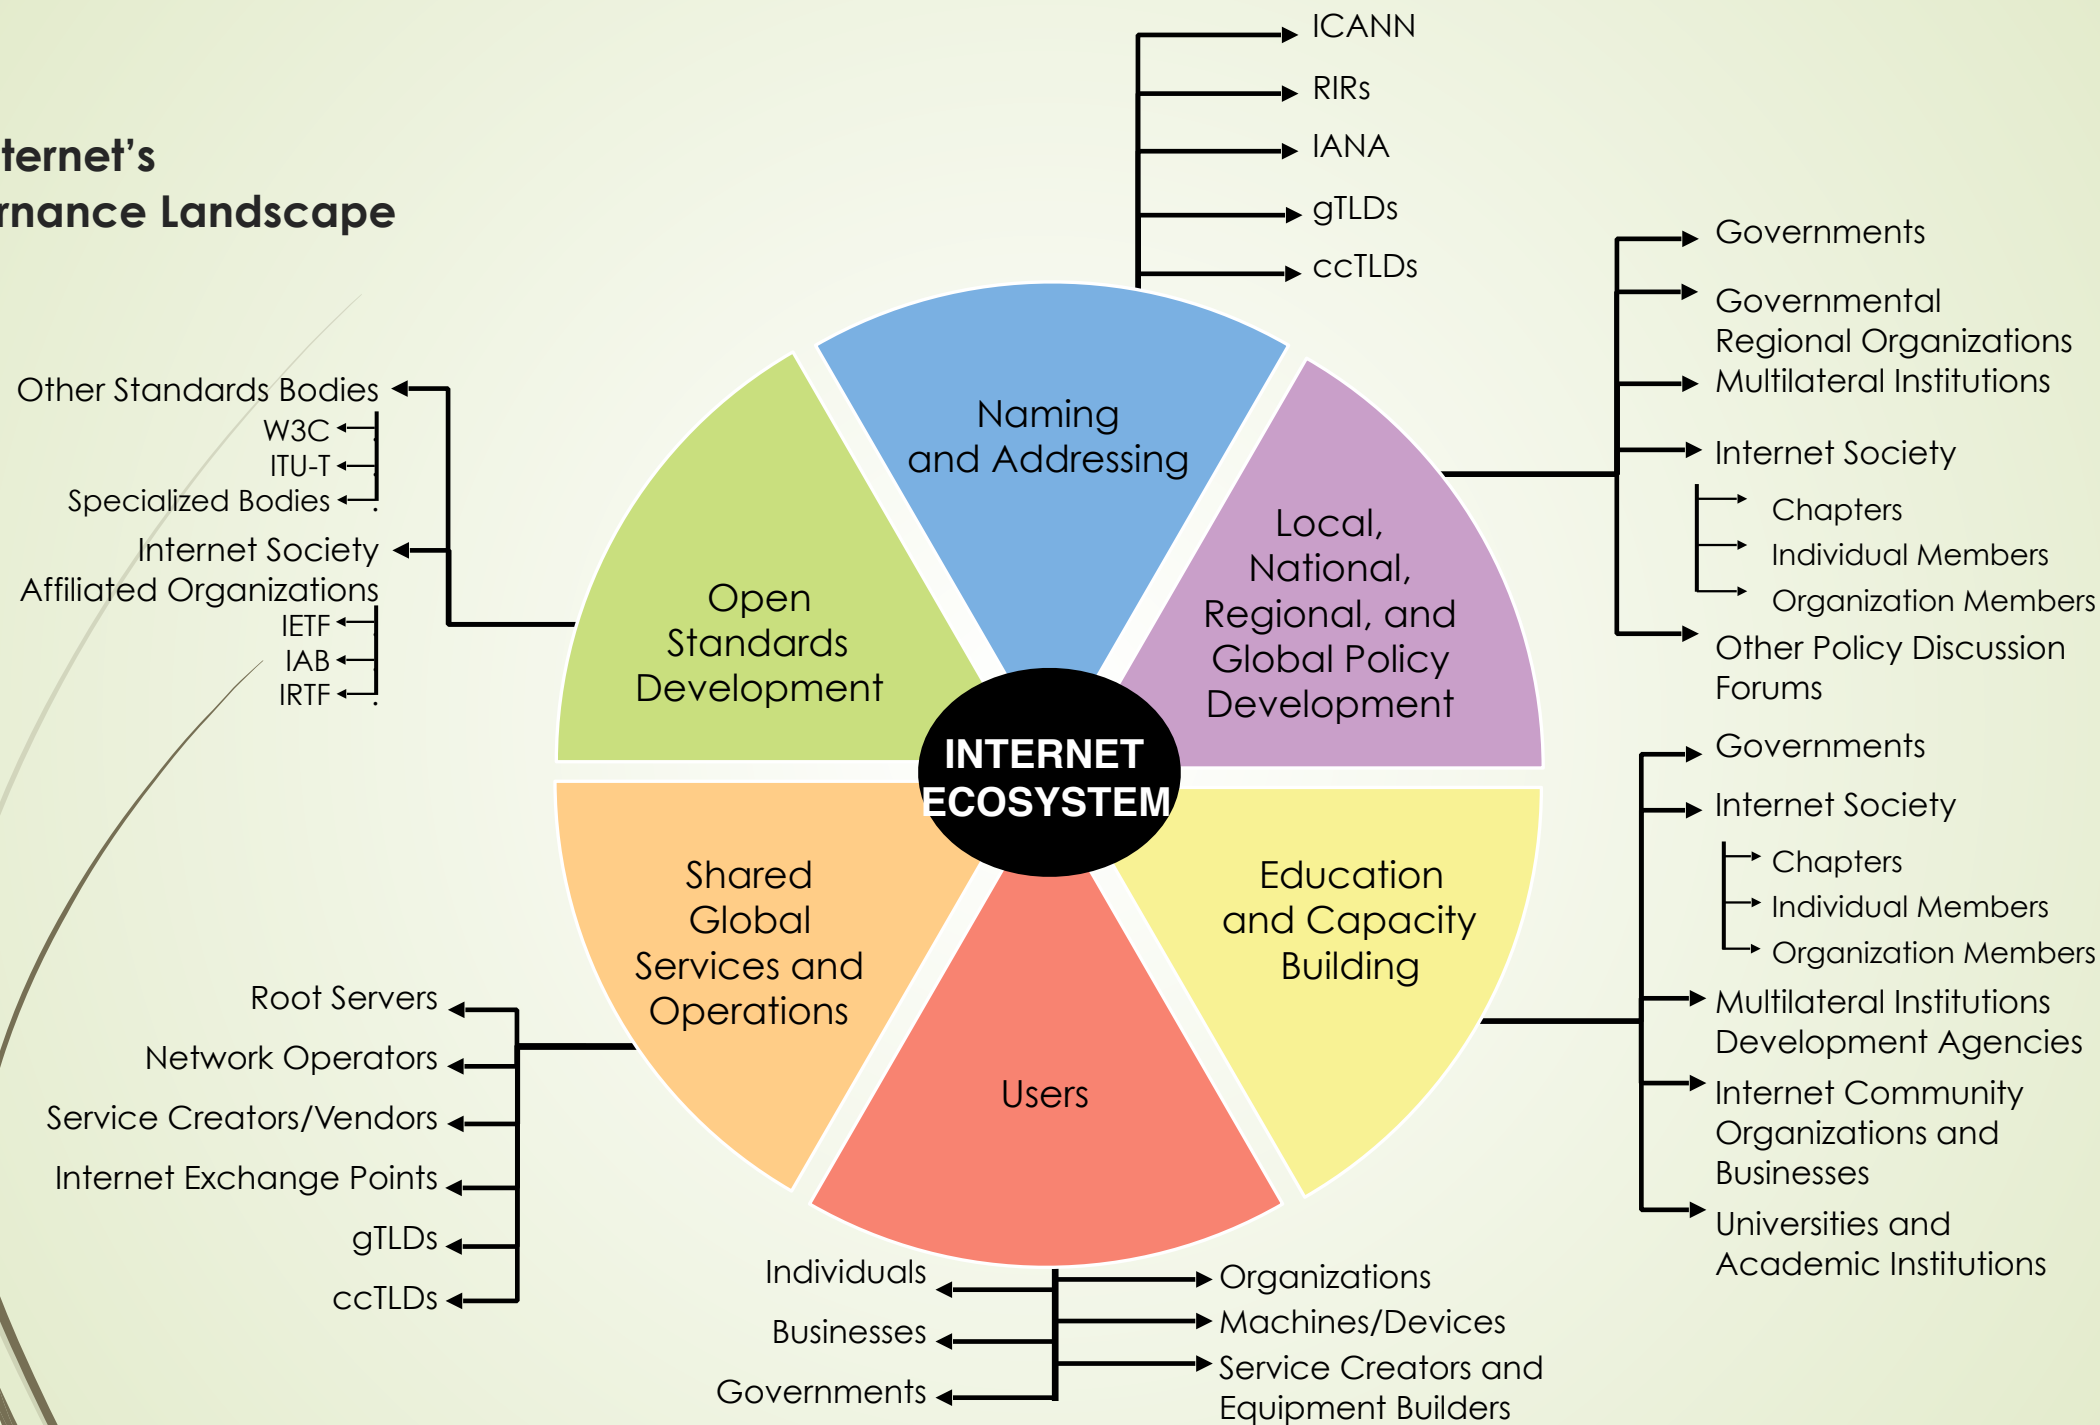 ternet's
rnance Landscape
ICANN
RIRs
IANA
gTLDs
ccTLDs
Governments
Governmental
Regional Organizations
Multilateral Institutions
Internet Society
Chapters
Individual Members
Organization Members
Other Policy Discussion
Forums
Other Standards Bodies
W3C
ITU-T
Specialized Bodies
Internet Society
Affiliated Organizations
IETF
IAB
IRTF
Naming
and Addressing
Local,
National,
Regional, and
Global Policy
Development
Open
Standards
Development
INTERNET
ECOSYSTEM
Shared
Global
Services and
Operations
Education
and Capacity
Building
Users
Governments
Internet Society
Chapters
Individual Members
Organization Members
Multilateral Institutions
Development Agencies
Internet Community
Organizations and
Businesses
Universities and
Academic Institutions
Root Servers
Network Operators
Service Creators/Vendors
Internet Exchange Points
gTLDs
ccTLDs
Individuals
Businesses
Governments
Organizations
Machines/Devices
Service Creators and
Equipment Builders